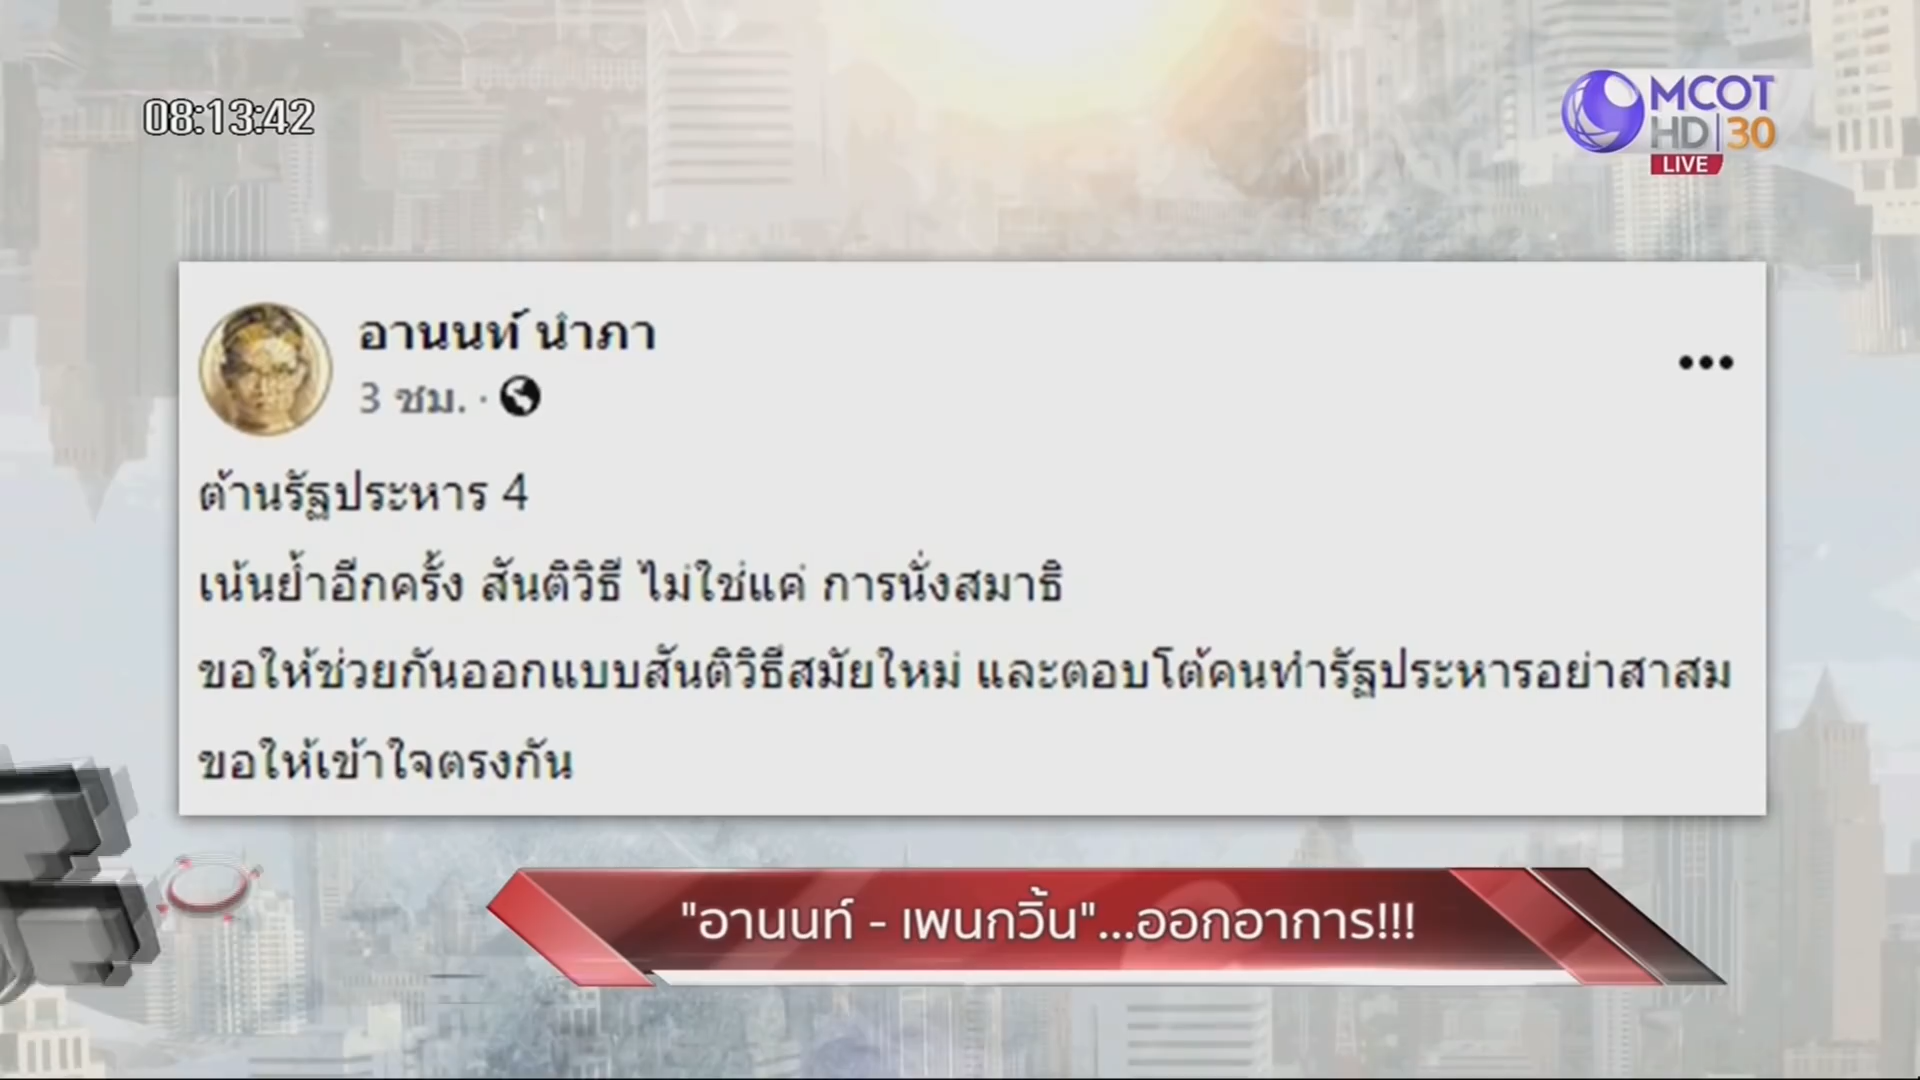 08:13:42
MCOT
HD|30
LIVE
อานนท์ นำภา
3 ชม. ·
ต้านรัฐประหาร 4
เน้นย้ำอีกครั้ง สันติวิธี ไม่ใช่แค่ การนั่งสมาธิ
ขอให้ช่วยกันออกแบบสันติวิธีสมัยใหม่ และตอบโต้คนทำรัฐประหารอย่าสาสม
ขอให้เข้าใจตรงกัน
"อานนท์ - เพนกวิ้น"...ออกอาการ!!!